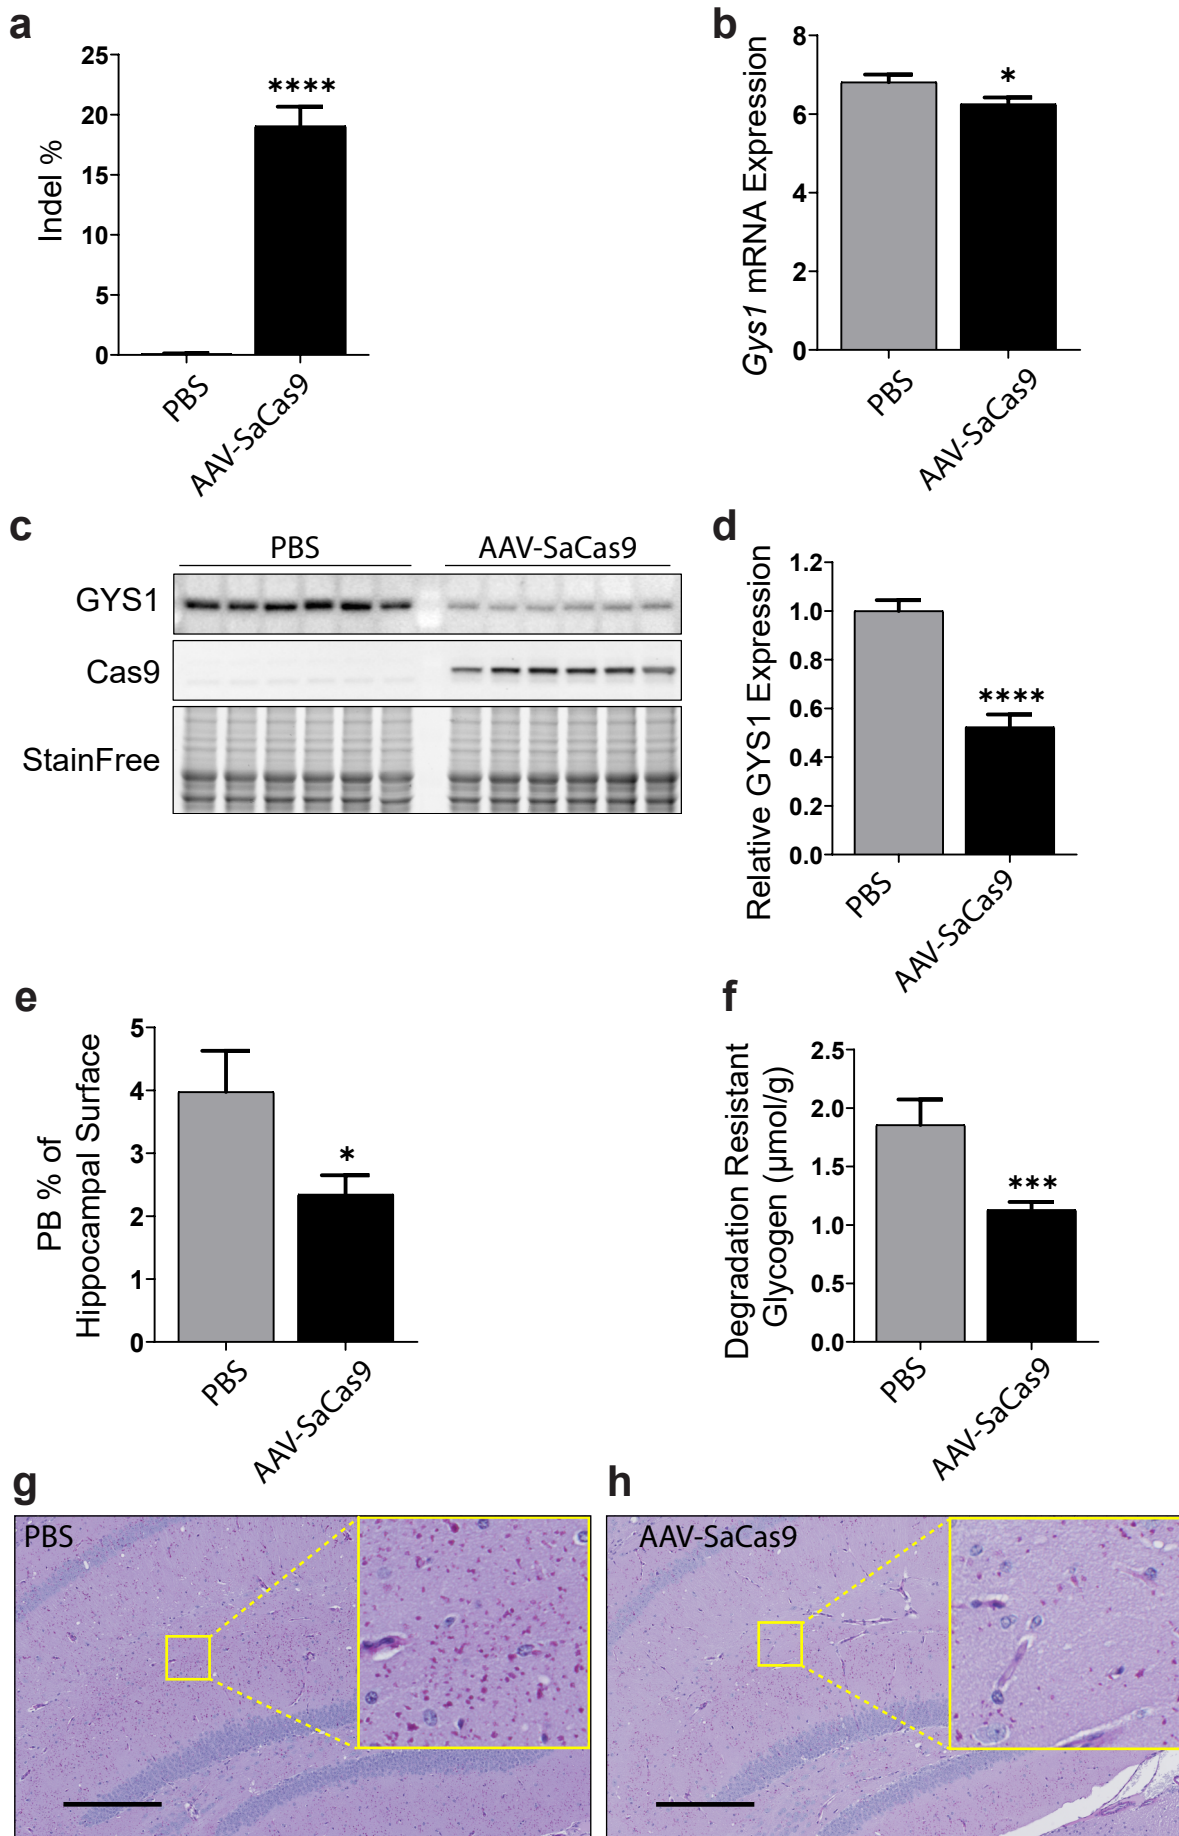 a
25
20
15
10
5
0
Indel %
****
PBS
AAV-SaCas9
b
8
6
4
2
0
Gys1 mRNA Expression
*
PBS
AAV-SaCas9
c
PBS
AAV-SaCas9
GYS1
Cas9
StainFree
d
1.2
1.0
0.8
0.6
0.4
0.2
0.0
Relative GYS1 Expression
****
PBS
AAV-SaCas9
e
5
4
3
2
1
0
PB % of
Hippocampal Surface
*
PBS
AAV-SaCas9
f
2.5
2.0
1.5
1.0
0.5
0.0
Degradation Resistant
Glycogen (µmol/g)
***
PBS
AAV-SaCas9
g
PBS
h
AAV-SaCas9